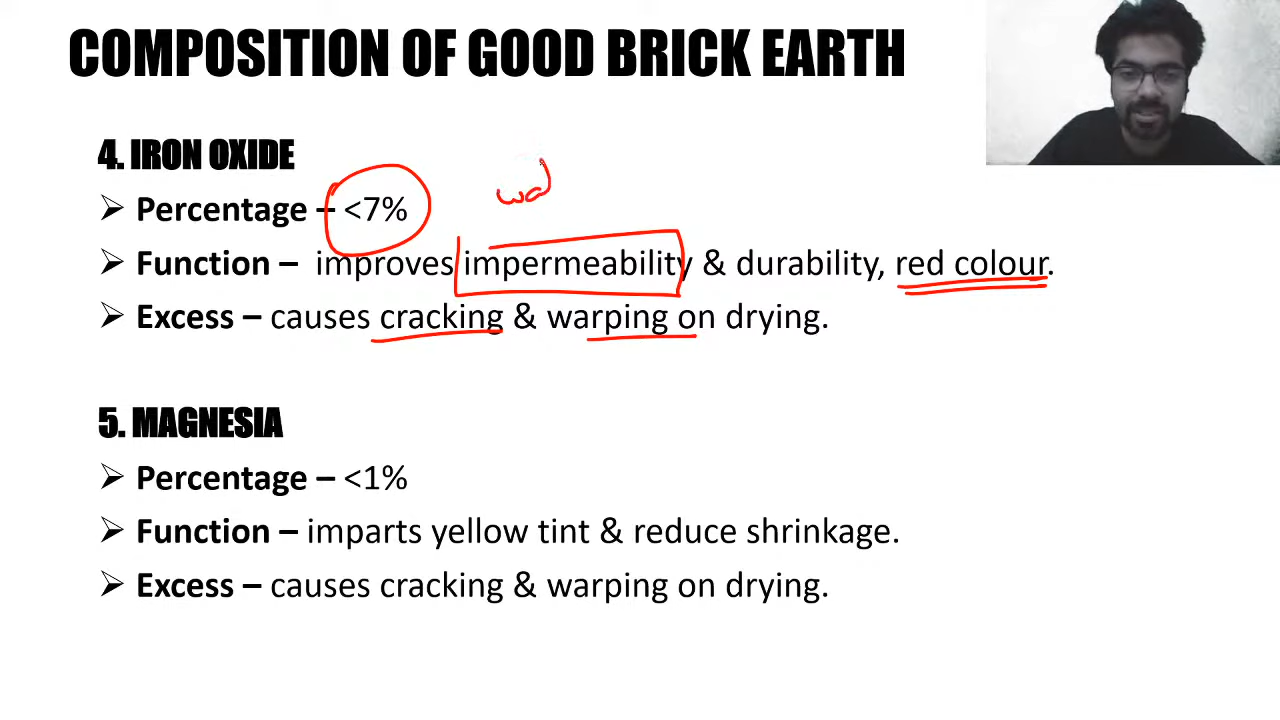 COMPOSITION OF GOOD BRICK EARTH
4. IRON OXIDE
➢ Percentage – <7%
➢ Function – improves impermeability & durability, red colour.
➢ Excess – causes cracking & warping on drying.
5. MAGNESIA
➢ Percentage – <1%
➢ Function – imparts yellow tint & reduce shrinkage.
➢ Excess – causes cracking & warping on drying.